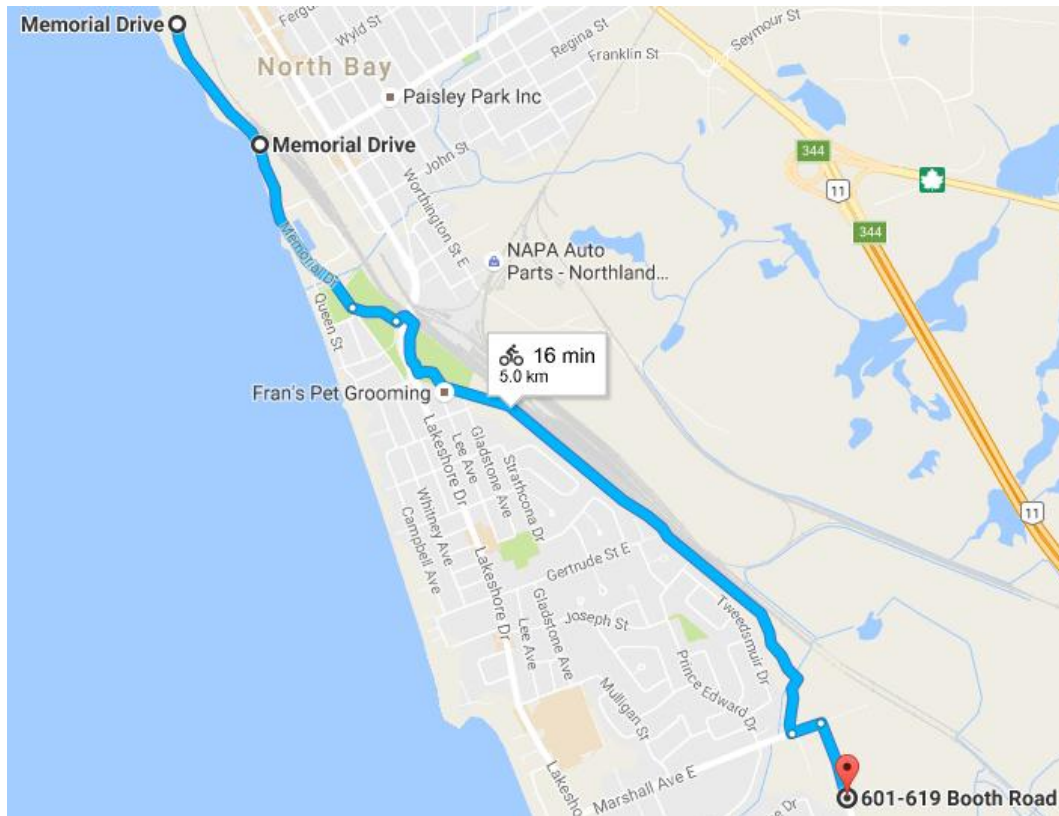 Memorial Drive
Ferg
Wyld St
Regina St
Seymour St
Franklin St
North Bay
Paisley Park Inc
Memorial Drive
John St
344
11
Worthington St E
344
NAPA Auto
Parts - Northland...
Memorial Dr
Queen St
16 min
5.0 km
Fran's Pet Grooming
Lakeshore Dr
Lee Ave
Gladstone Ave
Strathcona Dr
Whitney Ave
Campbell Ave
11
Gertrude St E
Lakeshore Dr
Lee Ave
Gladstone Ave
Joseph St
Tweedsmuir Dr
Prince Edward Dr
Mulligan St
Lakesho
Marshall Ave E
e Dr
601-619 Booth Road